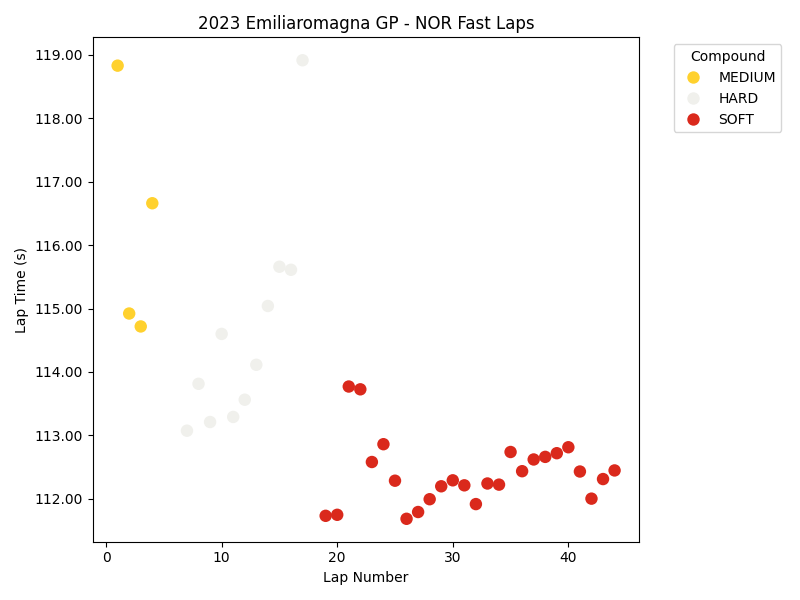 2023 Emiliaromagna GP - NOR Fast Laps
Compound
MEDIUM
HARD
SOFT
119.00
118.00
117.00
116.00
115.00
114.00
113.00
112.00
Lap Time (s)
0
10
20
30
40
Lap Number